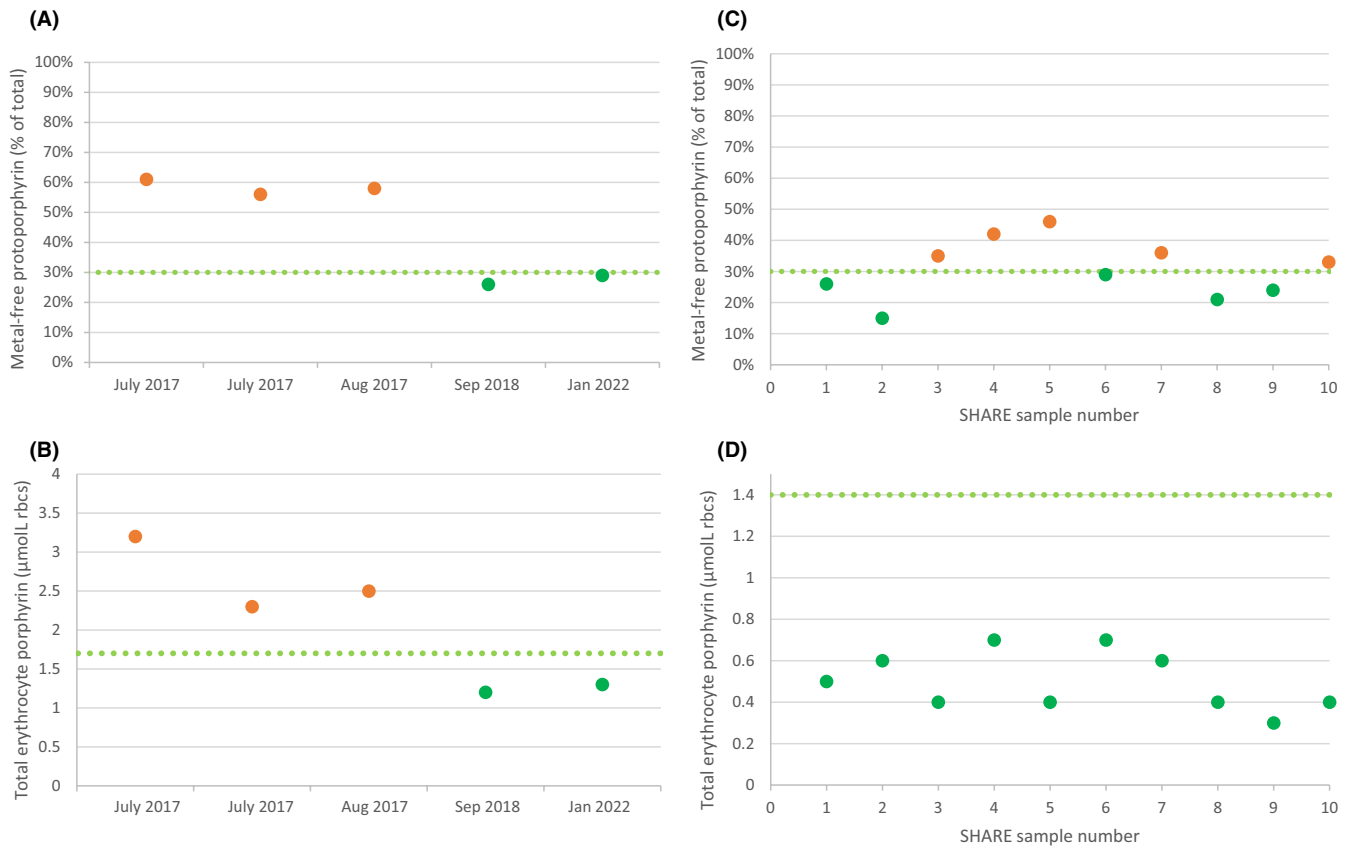 (A)
Metal-free protoporphyrin (% of total)
100%
90%
80%
70%
60%
50%
40%
30%
20%
10%
0%
July 2017
July 2017
Aug 2017
Sep 2018
Jan 2022
(B)
Total erythrocyte porphyrin (µmolL rbcs)
4
3.5
3
2.5
2
1.5
1
0.5
0
July 2017
July 2017
Aug 2017
Sep 2018
Jan 2022
(C)
Metal-free protoporphyrin (% of total)
100%
90%
80%
70%
60%
50%
40%
30%
20%
10%
0%
0 1 2 3 4 5 6 7 8 9 10
SHARE sample number
(D)
Total erythrocyte porphyrin (µmolL rbcs)
1.4
1.2
1
0.8
0.6
0.4
0.2
0
0 1 2 3 4 5 6 7 8 9 10
SHARE sample number